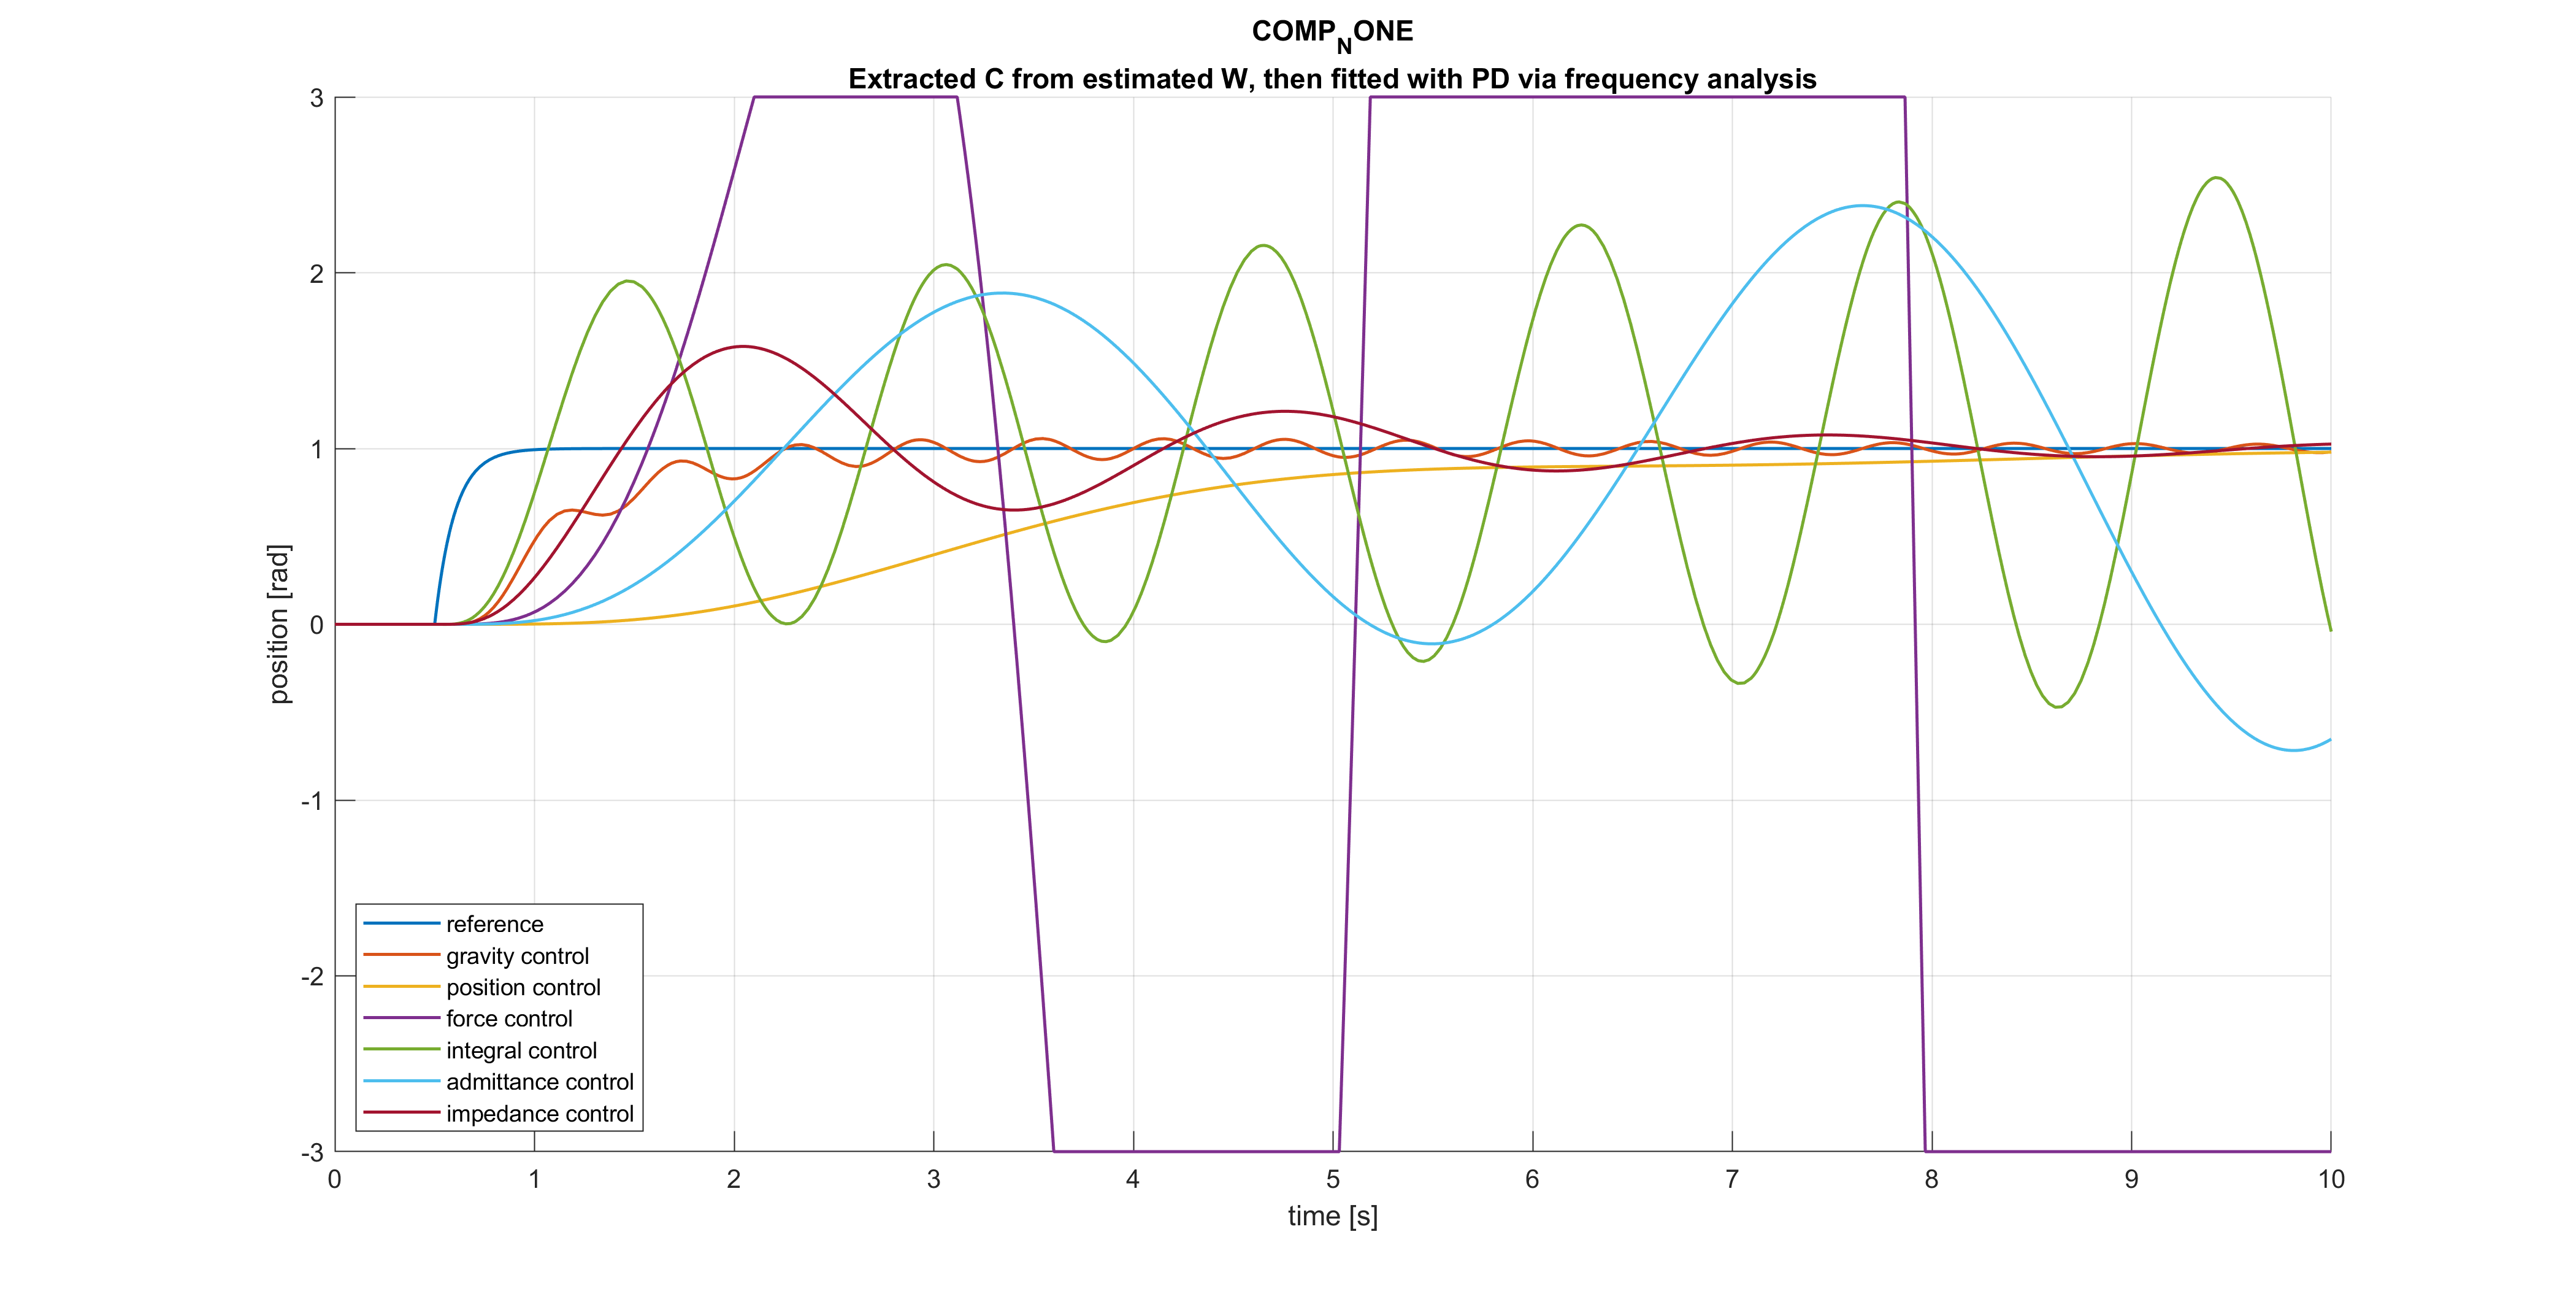 COMP_NONE
Extracted C from estimated W, then fitted with PD via frequency analysis
3
2
1
0
-1
-2
-3
position [rad]
reference
gravity control
position control
force control
integral control
admittance control
impedance control
0 1 2 3 4 5 6 7 8 9 10
time [s]